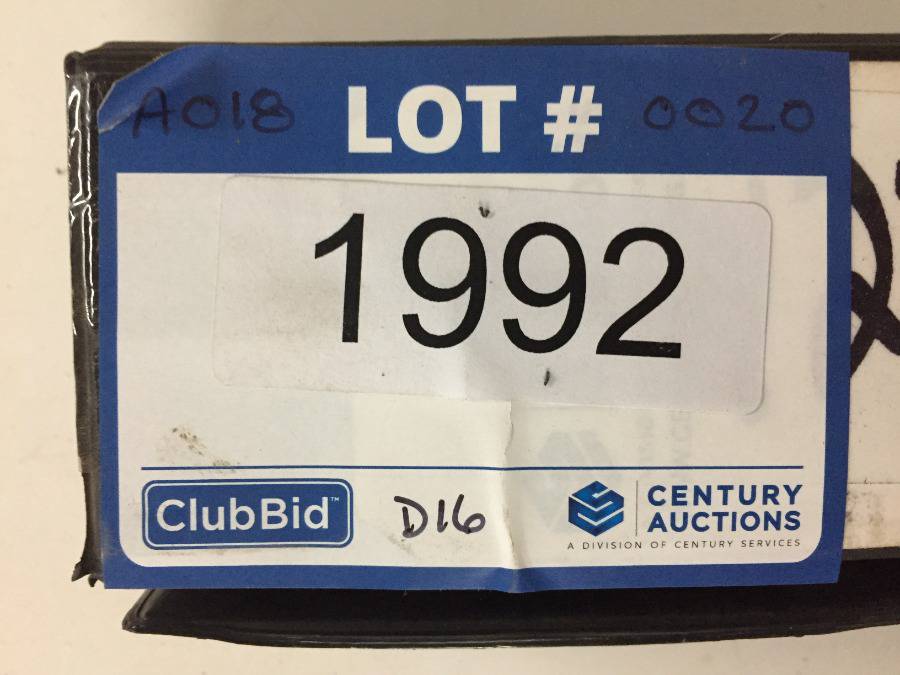 A018 LOT # 0020
1992
ClubBid™ D16 CENTURY AUCTIONS
A DIVISION OF CENTURY SERVICES